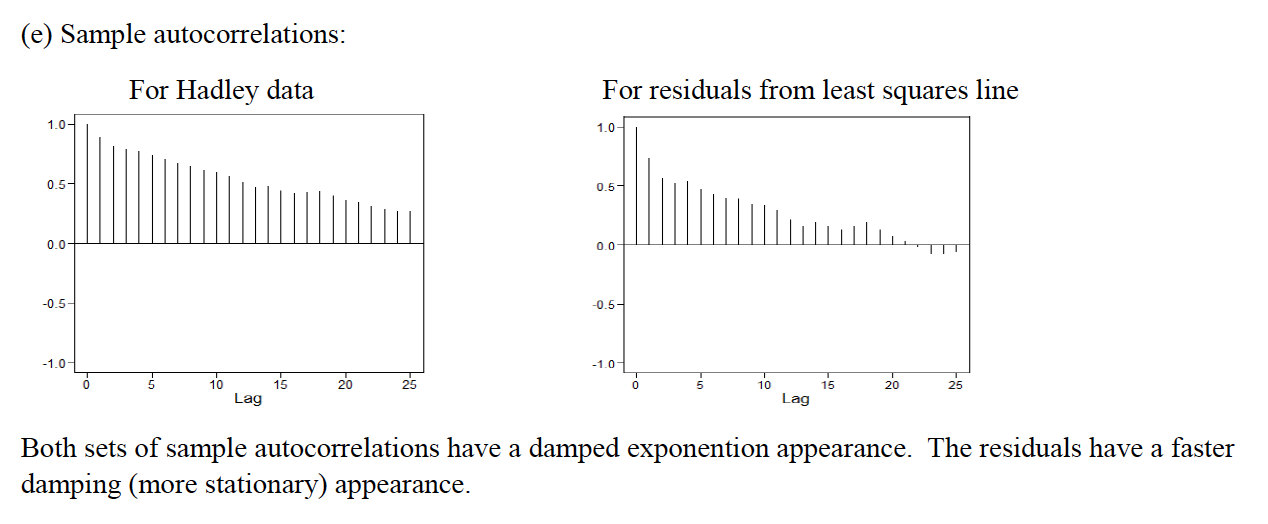 (e) Sample autocorrelations:
For Hadley data
For residuals from least squares line
1.0
0.5
0.0
-0.5
-1.0
0 5 10 15 20 25
Lag
1.0
0.5
0.0
-0.5
-1.0
0 5 10 15 20 25
Lag
Both sets of sample autocorrelations have a damped exponention appearance. The residuals have a faster
damping (more stationary) appearance.